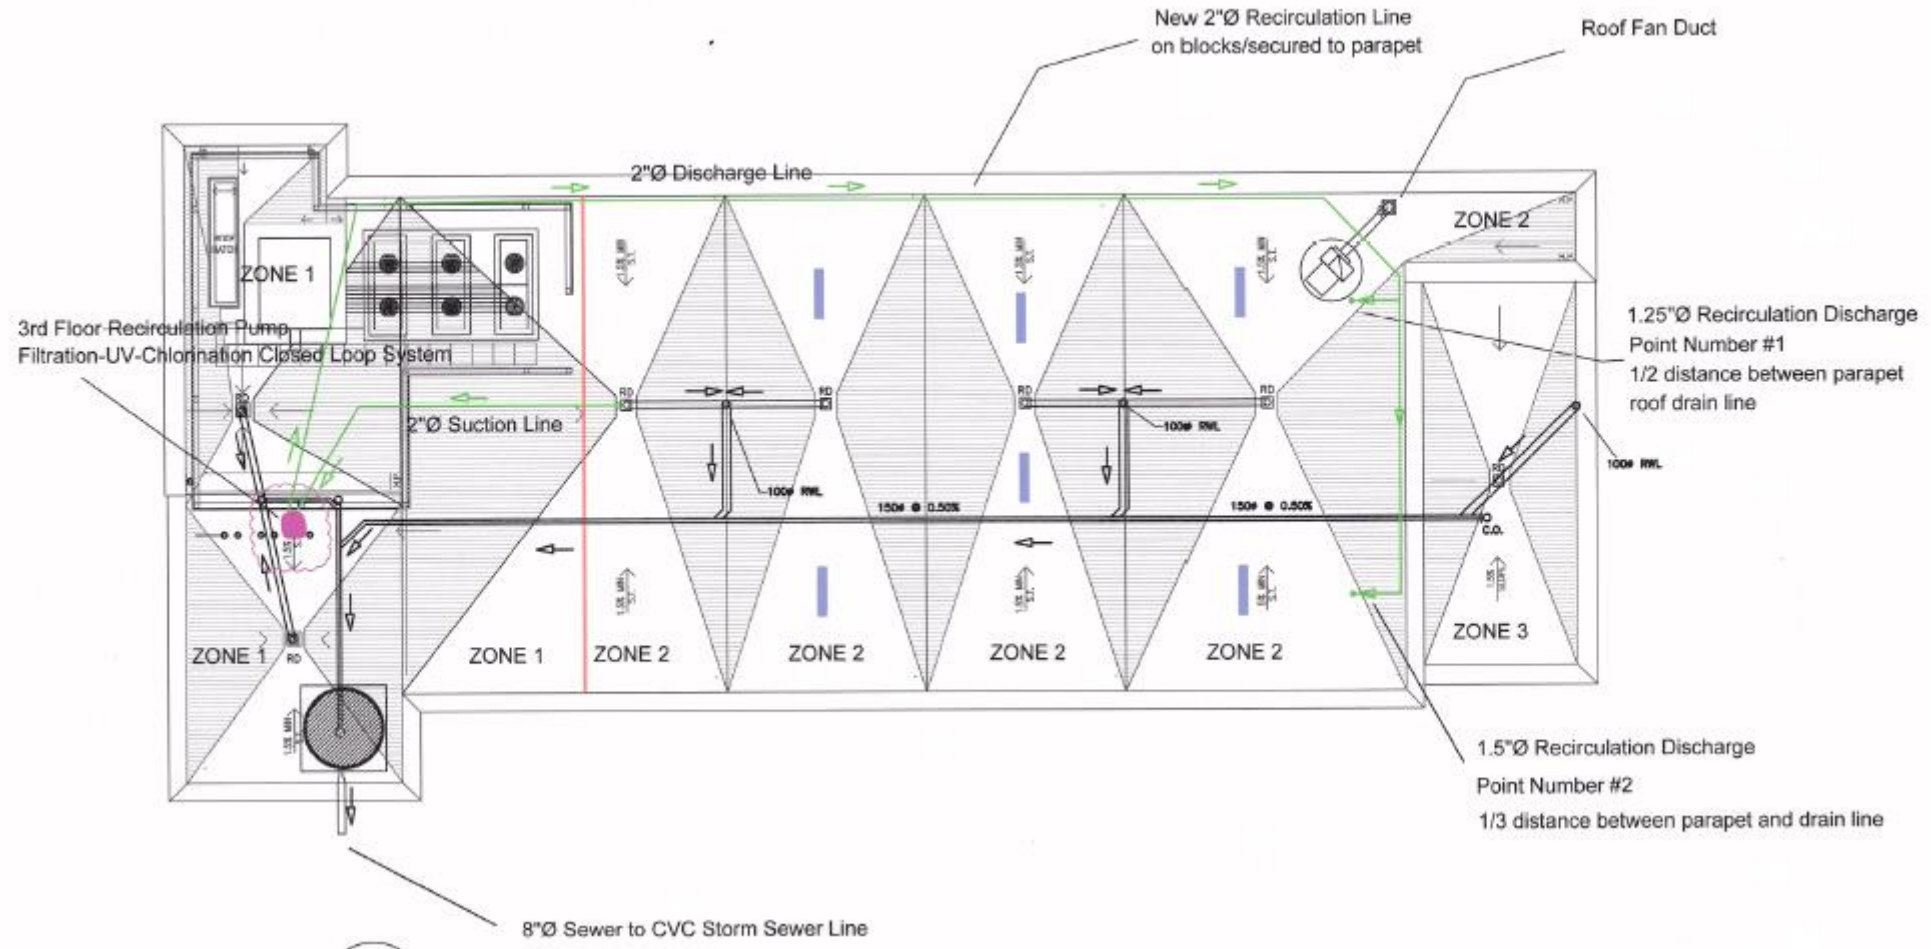 New 2"Ø Recirculation Line
on blocks/secured to parapet
Roof Fan Duct
2"Ø Discharge Line
ZONE 2
ZONE 1
3rd Floor Recirculation Pump
Filtration-UV-Chlorination Closed Loop System
1.25"Ø Recirculation Discharge
Point Number #1
1/2 distance between parapet
roof drain line
RD
RD
RD
RD
2"Ø Suction Line
100ø RWL
100ø RWL
100ø RWL
150ø @ 0.50%
150ø @ 0.50%
C.O.
ZONE 3
ZONE 1
RD
ZONE 1
ZONE 2
ZONE 2
ZONE 2
ZONE 2
1.5"Ø Recirculation Discharge
Point Number #2
1/3 distance between parapet and drain line
8"Ø Sewer to CVC Storm Sewer Line